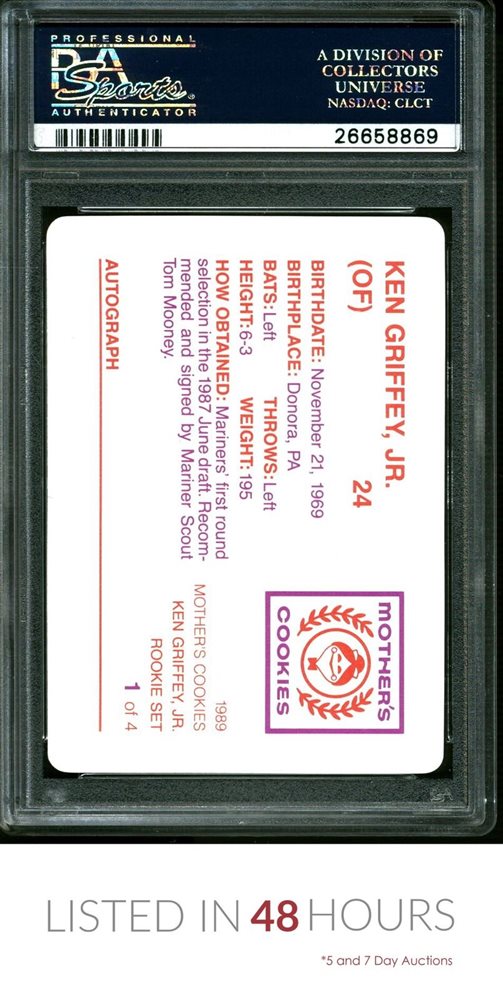 PROFESSIONAL
PSA
Sports
AUTHENTICATOR
A DIVISION OF
COLLECTORS
UNIVERSE
NASDAQ: CLCT
26658869
KEN GRIFFEY, JR.
(OF) 24
BIRTHDATE: November 21, 1969
BIRTHPLACE: Donora, PA
BATS: Left THROWS: Left
HEIGHT: 6-3 WEIGHT: 195
HOW OBTAINED: Mariners' first round
selection in the 1987 June draft. Recom-
mended and signed by Mariner Scout
Tom Mooney.
AUTOGRAPH
MOTHER'S
COOKIES
1989
MOTHER'S COOKIES
KEN GRIFFEY, JR.
ROOKIE SET
1 of 4
LISTED IN 48 HOURS
*5 and 7 Day Auctions